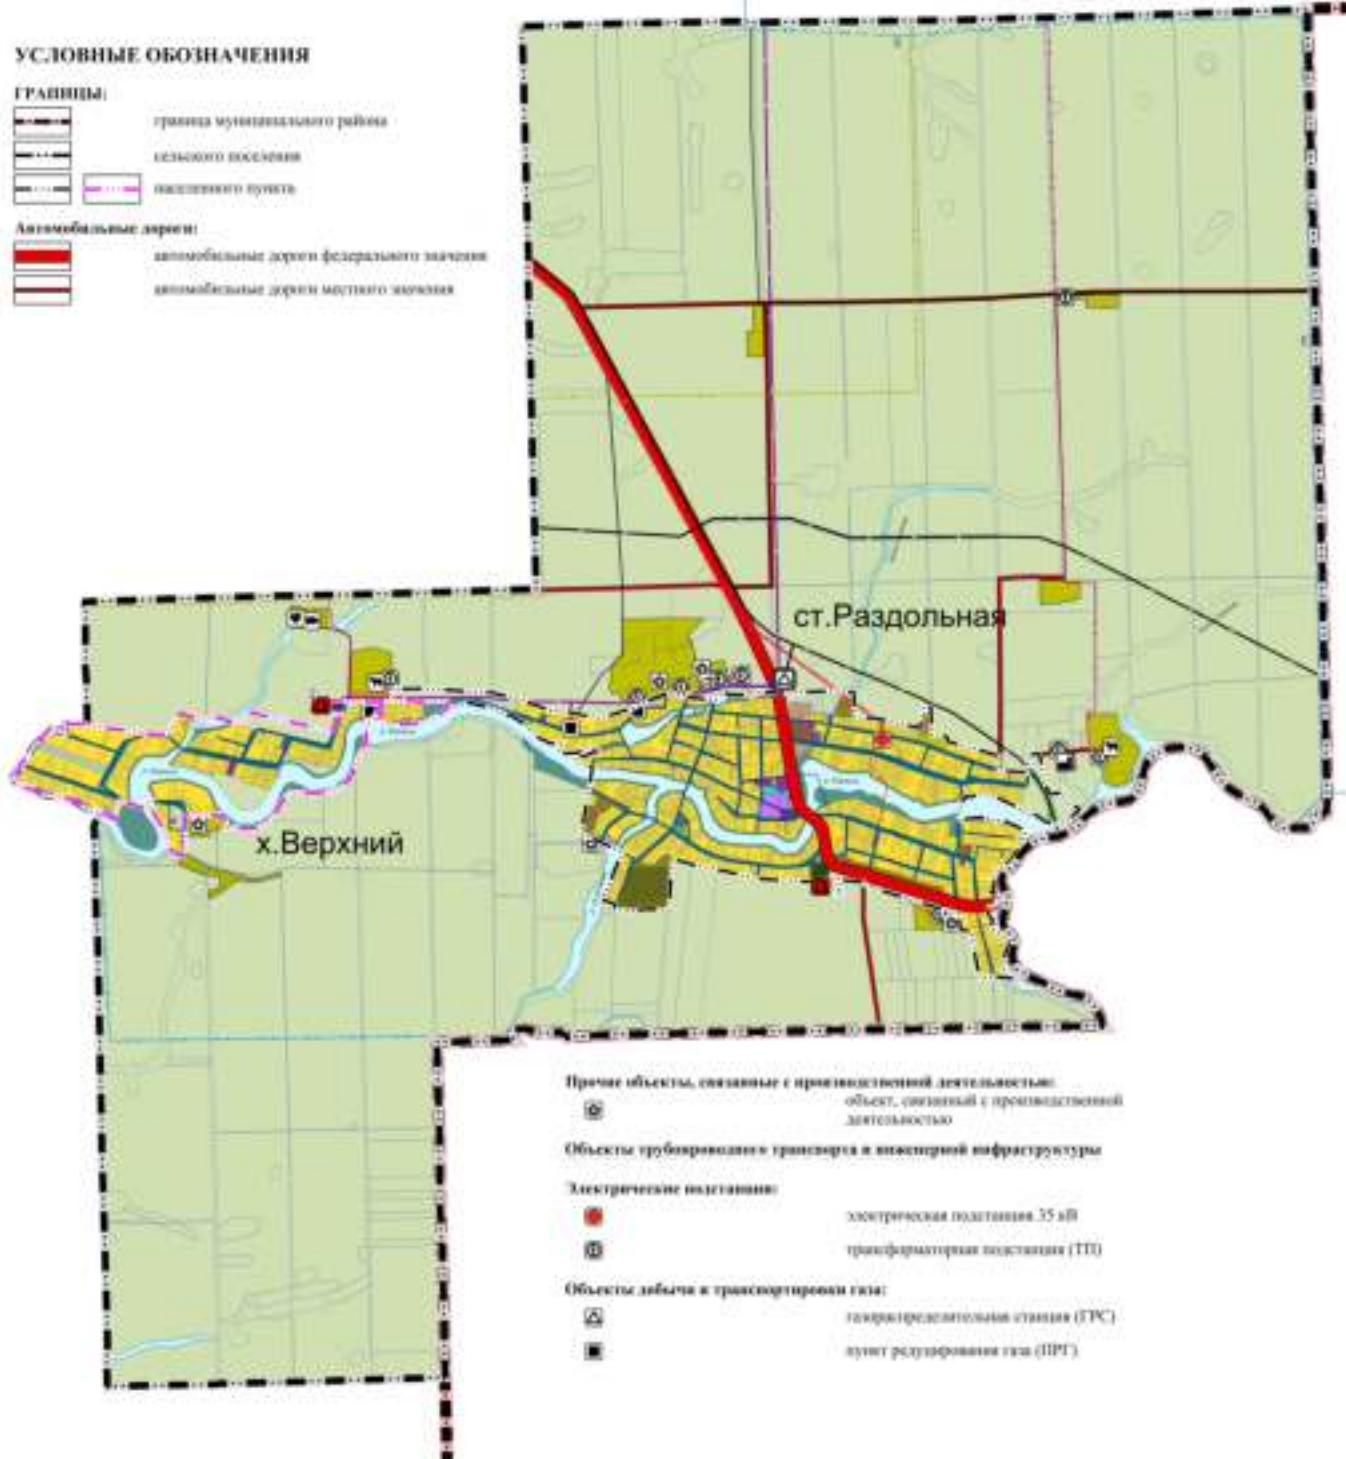 УСЛОВНЫЕ ОБОЗНАЧЕНИЯ
ГРАНИЦЫ:
граница муниципального района
сельского поселения
населенного пункта
Автомобильные дороги:
автомобильные дороги федерального значения
автомобильные дороги местного значения
ст.Раздольная
х.Верхний
Прочие объекты, связанные с производственной деятельностью:
объект, связанный с производственной
деятельностью
Объекты трубопроводного транспорта и инженерной инфраструктуры
Электрические подстанции:
электрическая подстанция 35 кВ
трансформаторная подстанция (ТП)
Объекты добычи и транспортировки газа:
газораспределительная станция (ГРС)
пункт редуцирования газа (ПРГ)